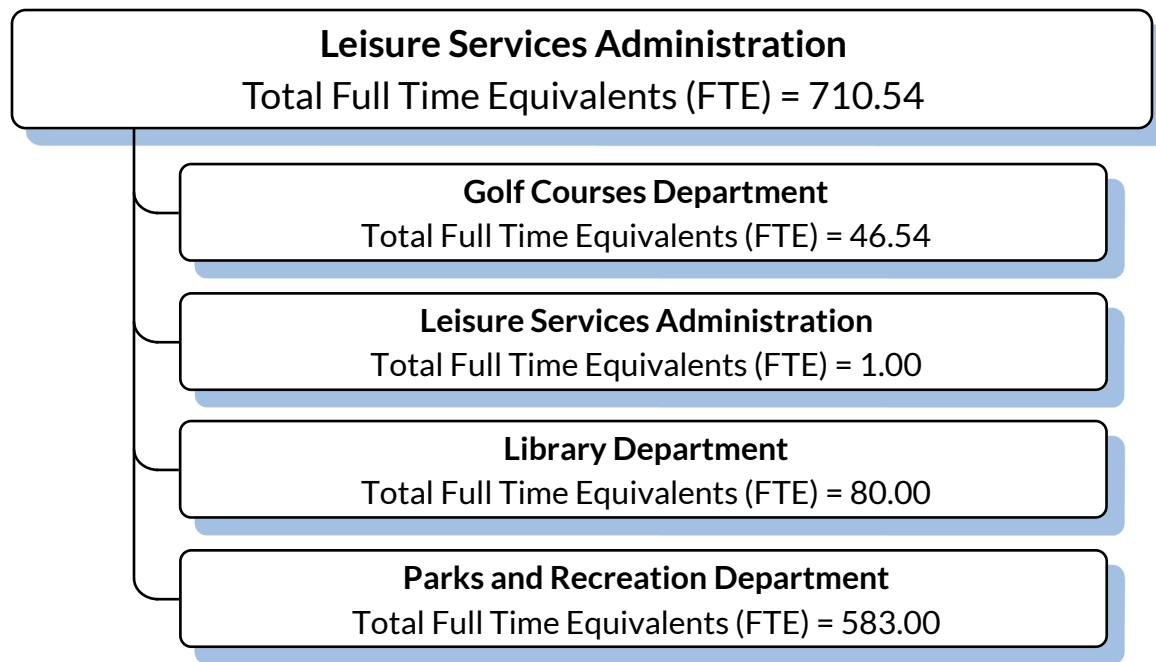 Leisure Services Administration
Total Full Time Equivalents (FTE) = 710.54
Golf Courses Department
Total Full Time Equivalents (FTE) = 46.54
Leisure Services Administration
Total Full Time Equivalents (FTE) = 1.00
Library Department
Total Full Time Equivalents (FTE) = 80.00
Parks and Recreation Department
Total Full Time Equivalents (FTE) = 583.00